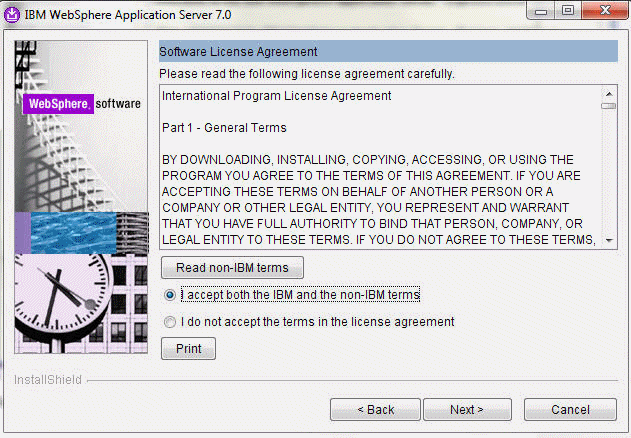 IBM WebSphere Application Server 7.0
WebSphere. software
Software License Agreement
Please read the following license agreement carefully.
International Program License Agreement
Part 1 - General Terms
BY DOWNLOADING, INSTALLING, COPYING, ACCESSING, OR USING THE
PROGRAM YOU AGREE TO THE TERMS OF THIS AGREEMENT. IF YOU ARE
ACCEPTING THESE TERMS ON BEHALF OF ANOTHER PERSON OR A
COMPANY OR OTHER LEGAL ENTITY, YOU REPRESENT AND WARRANT
THAT YOU HAVE FULL AUTHORITY TO BIND THAT PERSON, COMPANY, OR
LEGAL ENTITY TO THESE TERMS. IF YOU DO NOT AGREE TO THESE TERMS,
Read non-IBM terms
I accept both the IBM and the non-IBM terms
I do not accept the terms in the license agreement
Print
InstallShield
< Back Next > Cancel